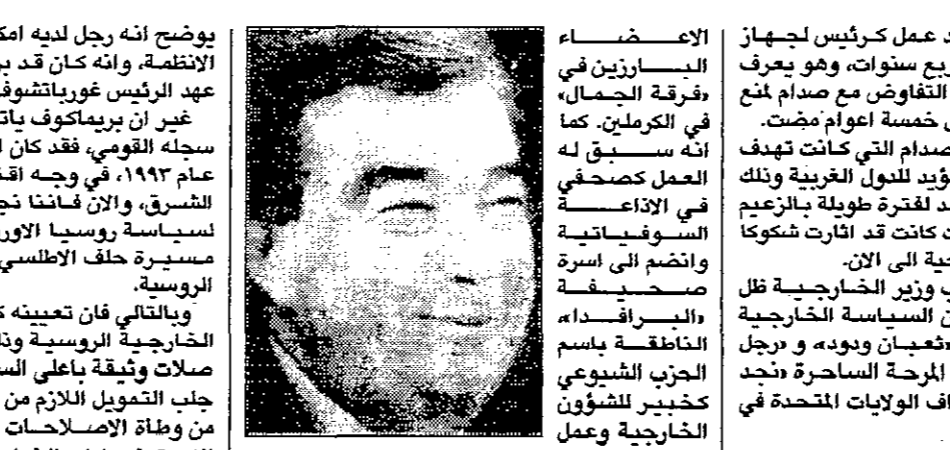 د عمل كرئيس لجهاز
بع سنوات، وهو يعرف
التفاوض مع صدام لمنع
خمسة اعوام مضت.
صدام التي كانت تهدف
ؤيد للدول الغربية وذلك
د لفترة طويلة بالزعيم
كانت قد اثارت شكوكا
جية الى الان.
وزير الخارجية ظل
ن السياسة الخارجية
«ثعبان ودود» و «رجل
المرحة الساحرة «نجد
اف الولايات المتحدة في
الاعضاء
البارزين في
«فرقة الجمال»
في الكرملين. كما
انه سبق له
العمل كصحفي
في الاذاعة
السوفياتية
وانضم الى اسرة
صحيفة
«البرافدا»
الناطقة باسم
الحزب الشيوعي
كخبير للشؤون
الخارجية وعمل
يوضح انه رجل لديه امك
الانظمة، وانه كان قد بر
عهد الرئيس غورباتشوف
غير ان بريماكوف يات
سجله القومي، فقد كان ا
عام ١٩٩٣، في وجه اقت
الشرق، والان فاننا نج
لسياسة روسيا الاور
مسيرة حلف الاطلسي
الروسية.
وبالتالي فان تعيينه ك
الخارجية الروسية وذل
صلات وثيقة باعلى الس
جلب التمويل اللازم من
من وطاة الاصلاحات